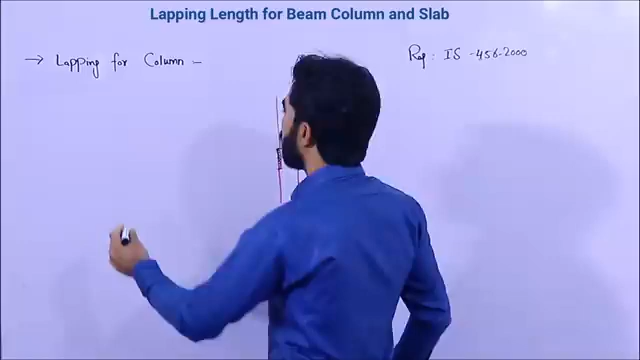 Lapping Length for Beam Column and Slab
→ Lapping for Column –
Ref : IS - 456-2000